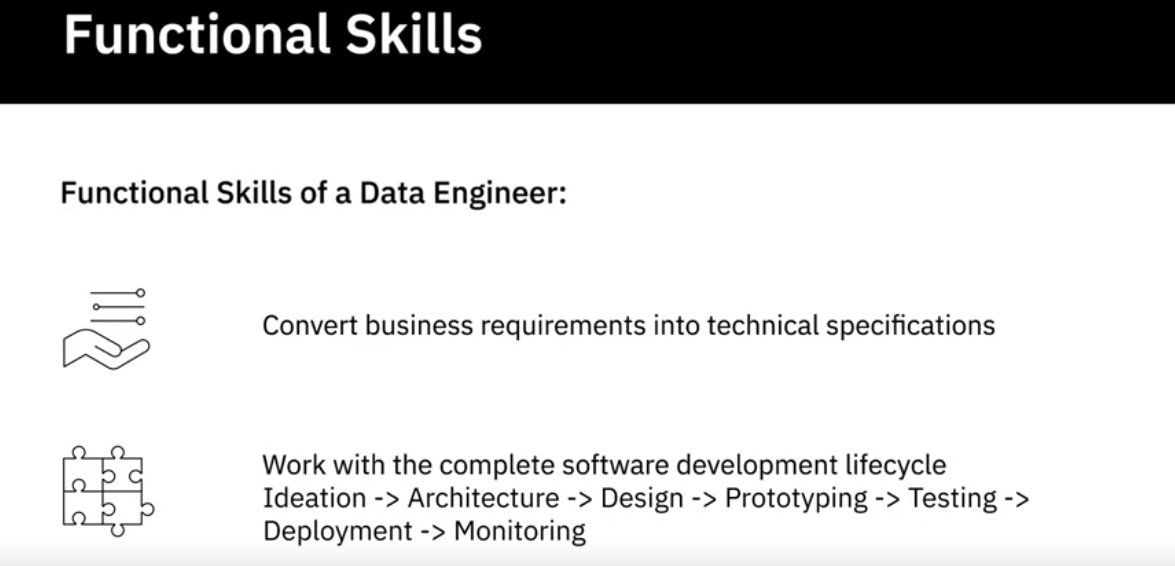 Functional Skills
Functional Skills of a Data Engineer:
Convert business requirements into technical specifications
Work with the complete software development lifecycle
Ideation -> Architecture -> Design -> Prototyping -> Testing ->
Deployment -> Monitoring